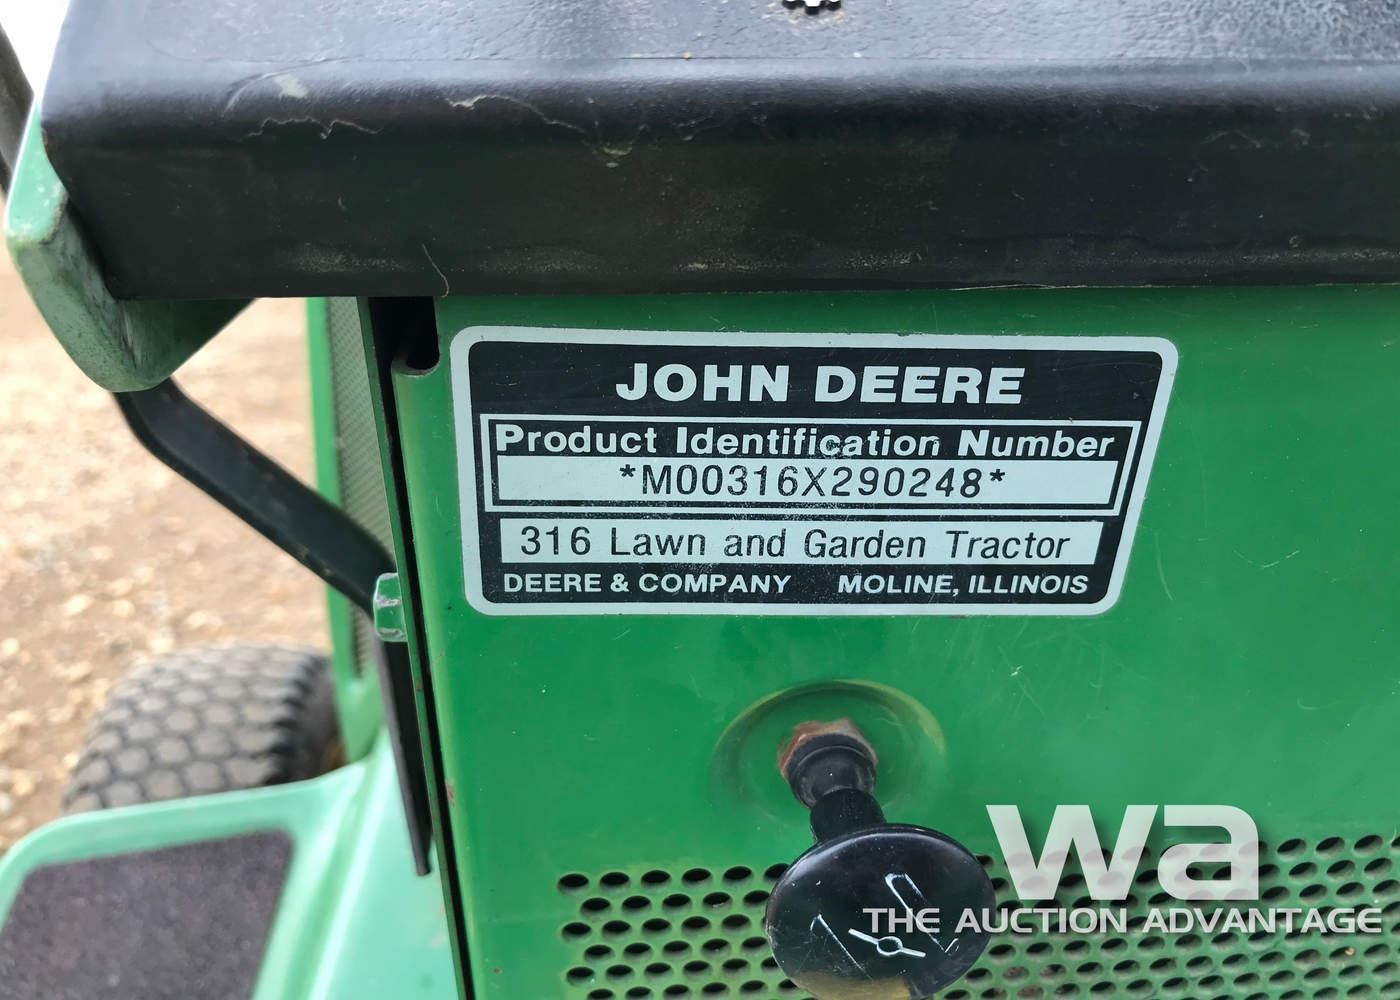 JOHN DEERE
Product Identification Number
*M00316X290248*
316 Lawn and Garden Tractor
DEERE & COMPANY MOLINE, ILLINOIS
wa
THE AUCTION ADVANTAGE